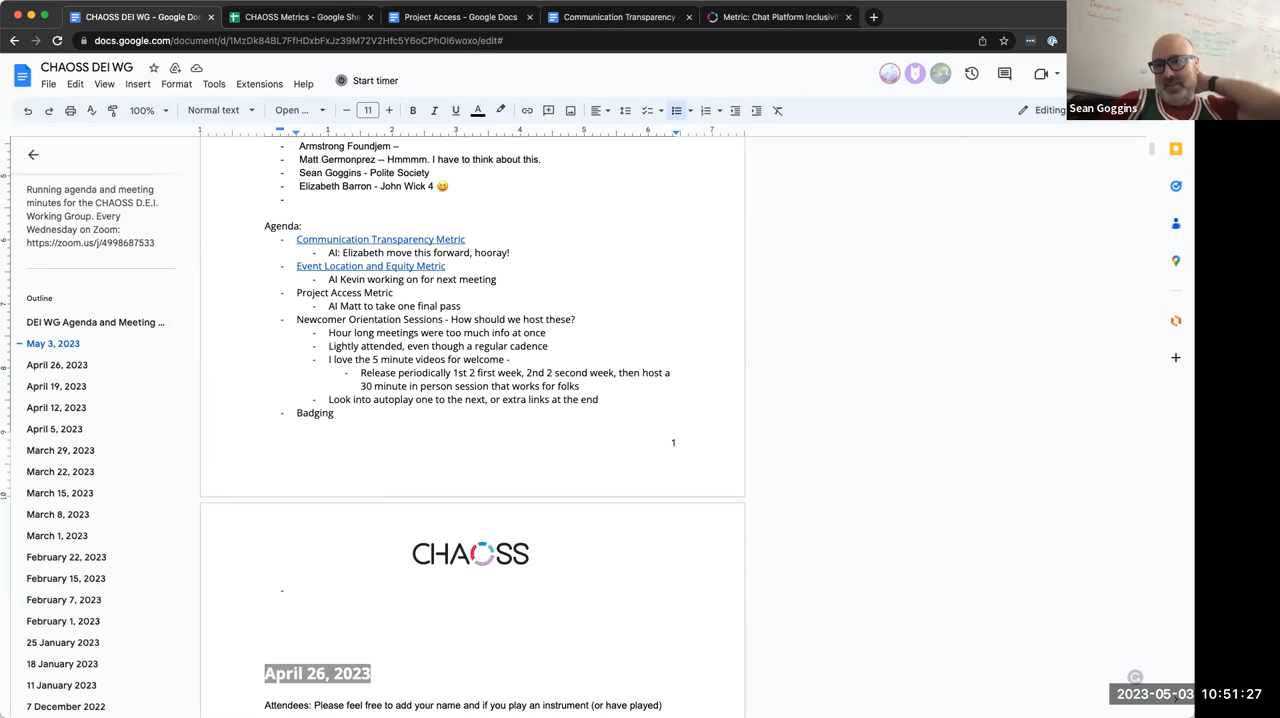 CHAOSS DEI WG - Google Doc
CHAOSS Metrics - Google She
Project Access - Google Docs
Communication Transparency
Metric: Chat Platform Inclusivi
docs.google.com/document/d/1MzDk84BL7FfHDxbFxJz39M72V2Hfc5Y6oCPhOl6woxo/edit#
CHAOSS DEI WG
File Edit View Insert Format Tools Extensions Help
Start timer
100% Normal text Open ... 11 Editing
Sean Goggins
1 1 2 3 4 5 6 7
Running agenda and meeting
minutes for the CHAOSS D.E.I.
Working Group. Every
Wednesday on Zoom:
https://zoom.us/j/4998687533
Outline
DEI WG Agenda and Meeting ...
May 3, 2023
April 26, 2023
April 19, 2023
April 12, 2023
April 5, 2023
March 29, 2023
March 22, 2023
March 15, 2023
March 8, 2023
March 1, 2023
February 22, 2023
February 15, 2023
February 7, 2023
February 1, 2023
25 January 2023
18 January 2023
11 January 2023
7 December 2022
- Armstrong Foundjem –
- Matt Germonprez -- Hmmmm. I have to think about this.
- Sean Goggins - Polite Society
- Elizabeth Barron - John Wick 4 😀
-
Agenda:
- Communication Transparency Metric
- AI: Elizabeth move this forward, hooray!
- Event Location and Equity Metric
- AI Kevin working on for next meeting
- Project Access Metric
- AI Matt to take one final pass
- Newcomer Orientation Sessions - How should we host these?
- Hour long meetings were too much info at once
- Lightly attended, even though a regular cadence
- I love the 5 minute videos for welcome -
- Release periodically 1st 2 first week, 2nd 2 second week, then host a
30 minute in person session that works for folks
- Look into autoplay one to the next, or extra links at the end
- Badging
1
CHAOSS
-
April 26, 2023
Attendees: Please feel free to add your name and if you play an instrument (or have played)
2023-05-03 10:51:27